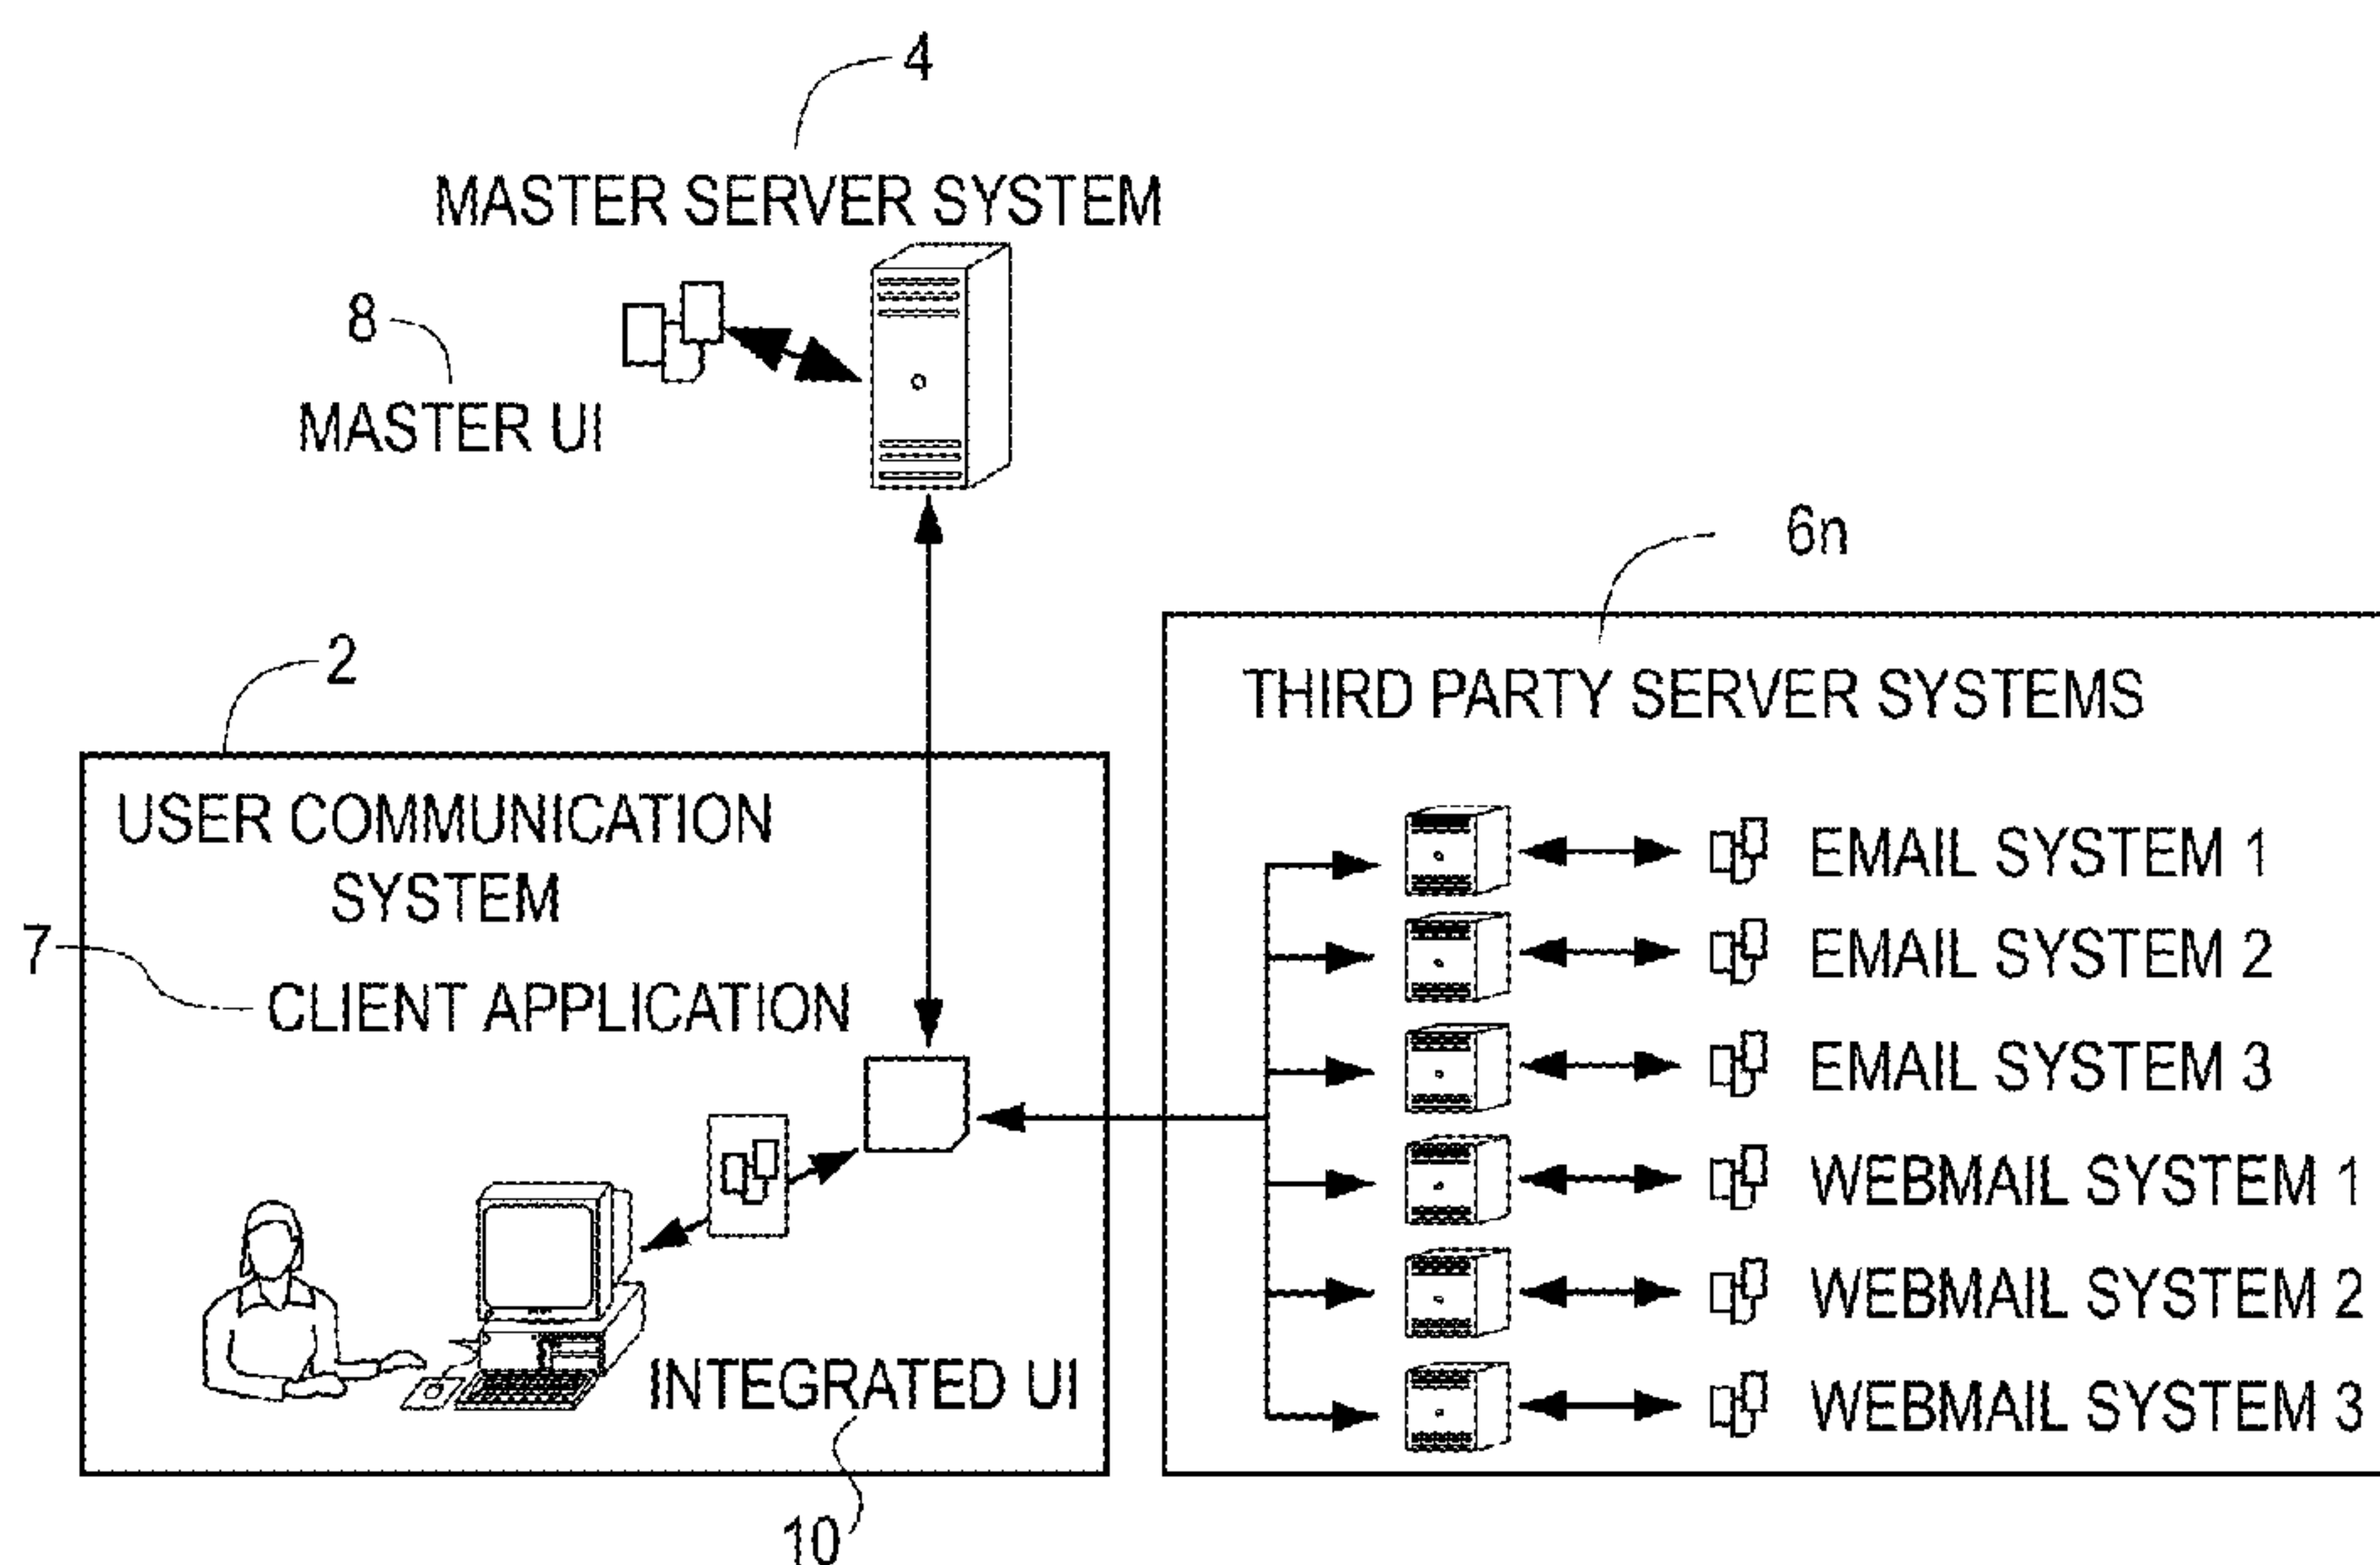 4
MASTER SERVER SYSTEM
8
MASTER UI
6n
2
THIRD PARTY SERVER SYSTEMS
USER COMMUNICATION
SYSTEM
7
CLIENT APPLICATION
INTEGRATED UI
10
EMAIL SYSTEM 1
EMAIL SYSTEM 2
EMAIL SYSTEM 3
WEBMAIL SYSTEM 1
WEBMAIL SYSTEM 2
WEBMAIL SYSTEM 3